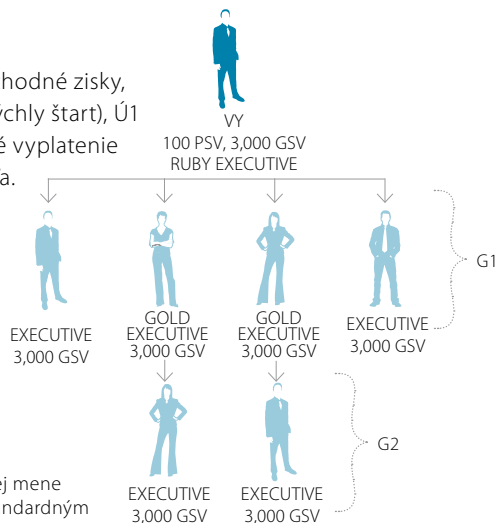 hodné zisky,
ýchly štart), Ú1
é vyplatenie
a.
VY
100 PSV, 3,000 GSV
RUBY EXECUTIVE
G1
EXECUTIVE
3,000 GSV
GOLD
EXECUTIVE
3,000 GSV
GOLD
EXECUTIVE
3,000 GSV
EXECUTIVE
3,000 GSV
G2
EXECUTIVE
3,000 GSV
EXECUTIVE
3,000 GSV
ej mene
ndardným